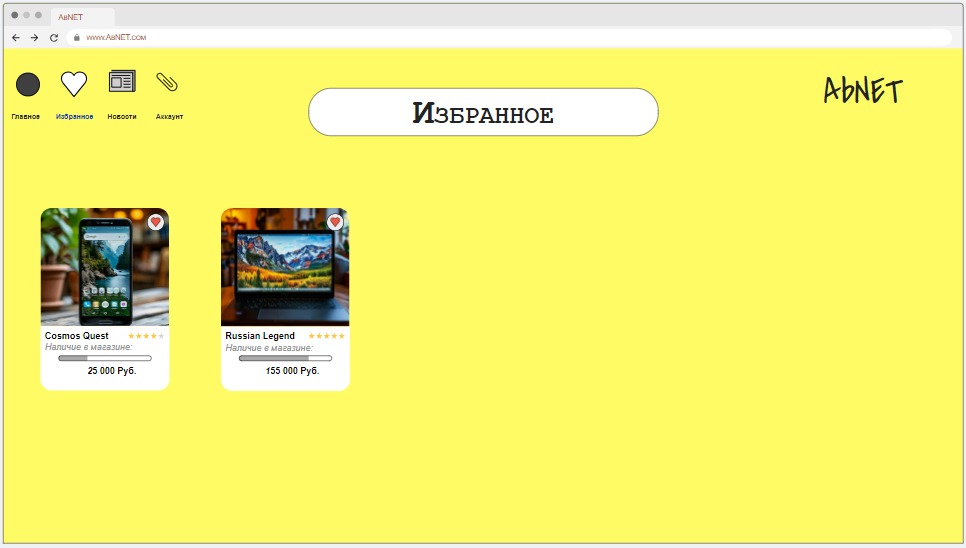 AbNET
www.AbNET.com
Главное
Избранное
Новости
Аккаунт
Избранное
AbNET
Cosmos Quest
Наличие в магазине:
25 000 Руб.
Russian Legend
Наличие в магазине:
155 000 Руб.